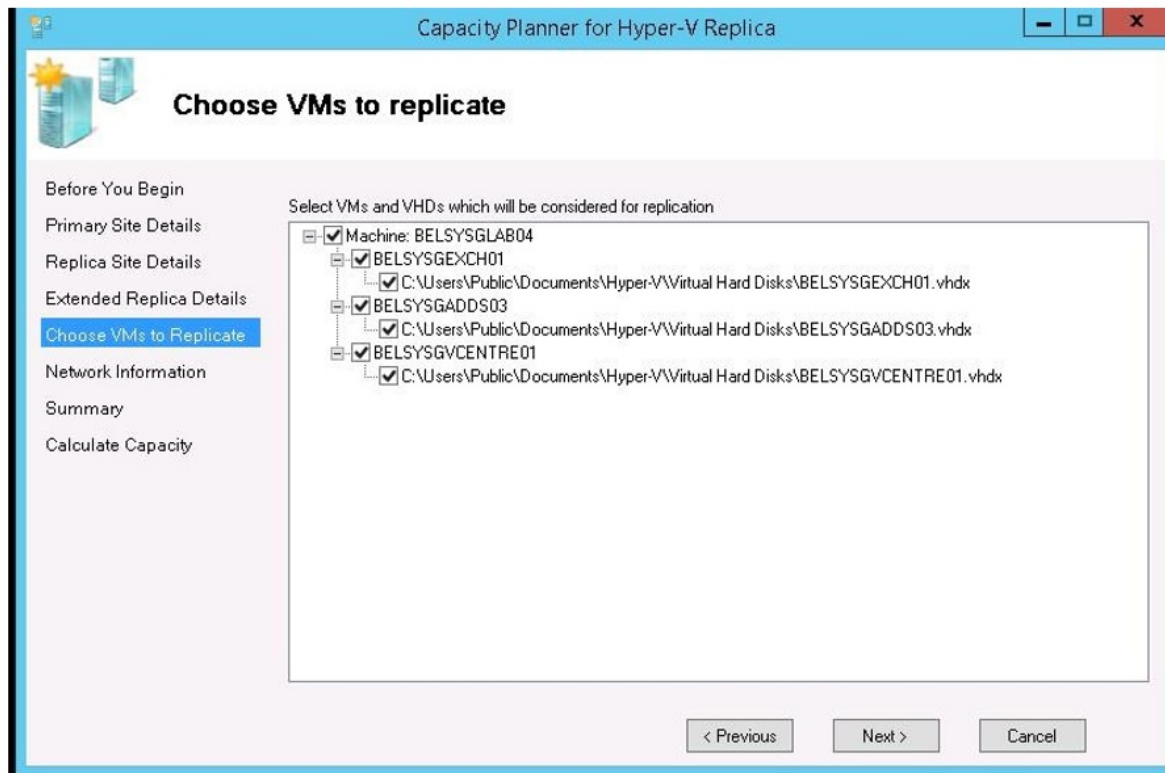 Capacity Planner for Hyper-V Replica
Choose VMs to replicate
Before You Begin
Primary Site Details
Replica Site Details
Extended Replica Details
Choose VMs to Replicate
Network Information
Summary
Calculate Capacity
Select VMs and VHDs which will be considered for replication
Machine: BELSYSGLAB04
BELSYSGEXCH01
C:\Users\Public\Documents\Hyper-V\Virtual Hard Disks\BELSYSGEXCH01.vhdx
BELSYSGADDS03
C:\Users\Public\Documents\Hyper-V\Virtual Hard Disks\BELSYSGADDS03.vhdx
BELSYSGVCENTRE01
C:\Users\Public\Documents\Hyper-V\Virtual Hard Disks\BELSYSGVCENTRE01.vhdx
< Previous Next > Cancel